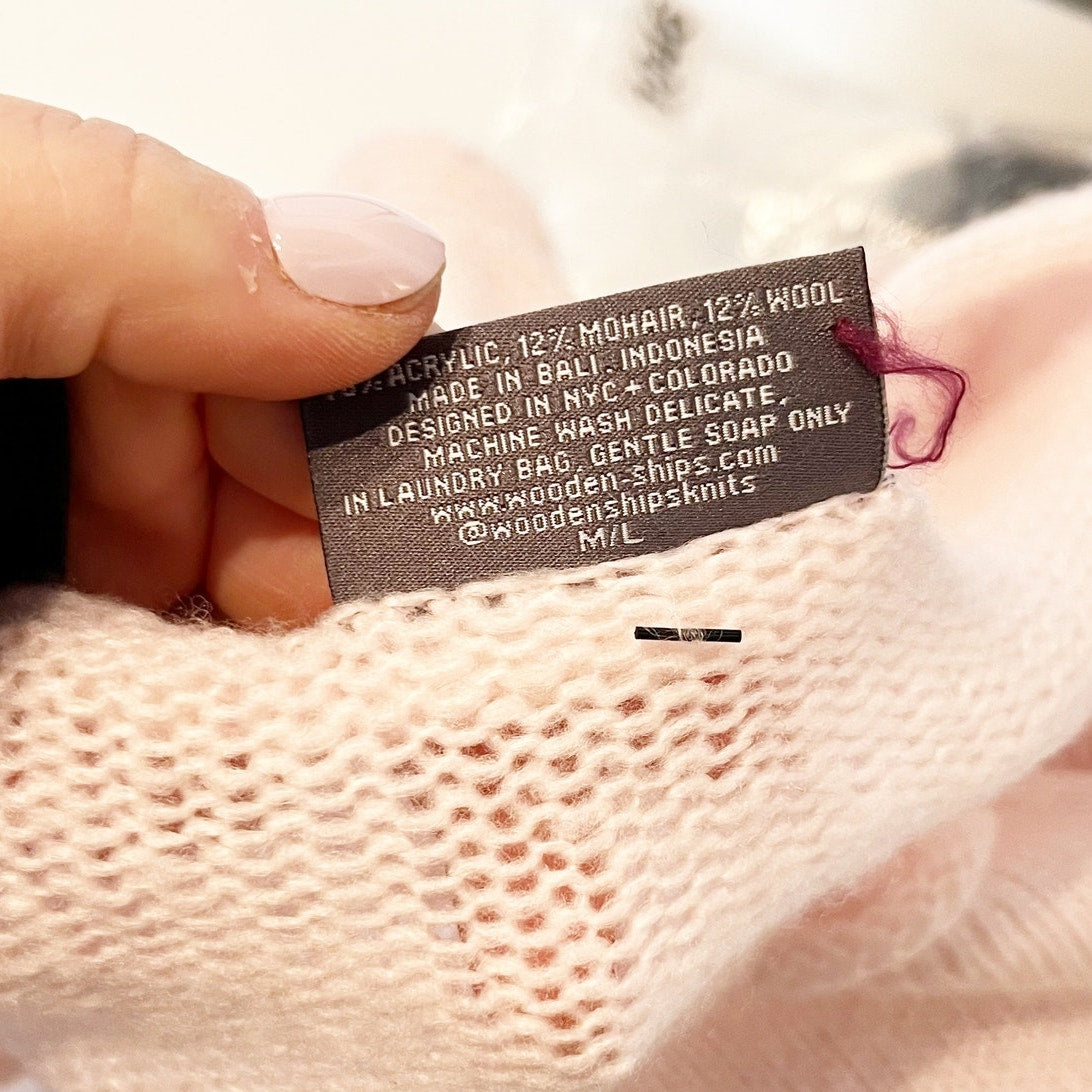 ACRYLIC, 12% MOHAIR, 12% WOOL
MADE IN BALI, INDONESIA
DESIGNED IN NYC + COLORADO
MACHINE WASH DELICATE,
IN LAUNDRY BAG, GENTLE SOAP ONLY
www.wooden-ships.com
@woodenshipsknits
M/L